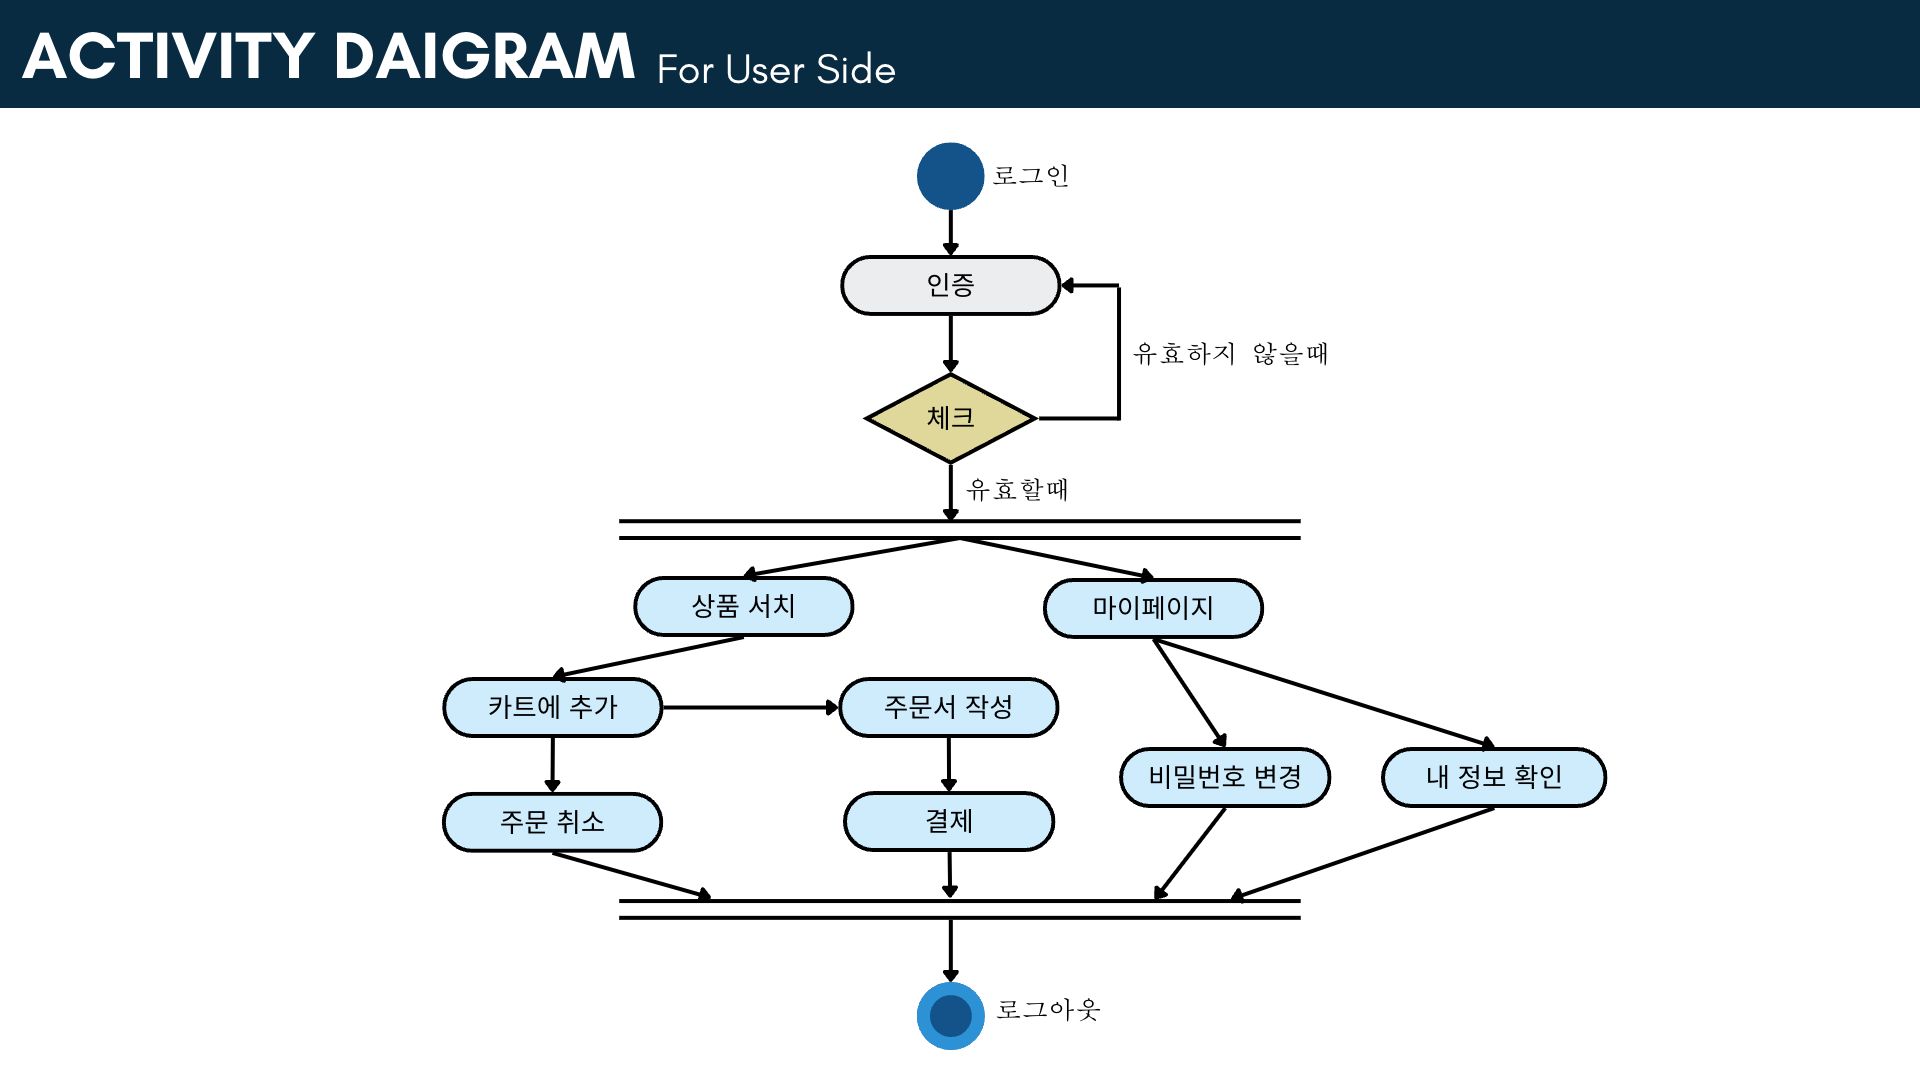 ACTIVITY DAIGRAM For User Side
로그인
인증
유효하지 않을때
체크
유효할때
상품 서치
마이페이지
카트에 추가
주문서 작성
비밀번호 변경
내 정보 확인
주문 취소
결제
로그아웃